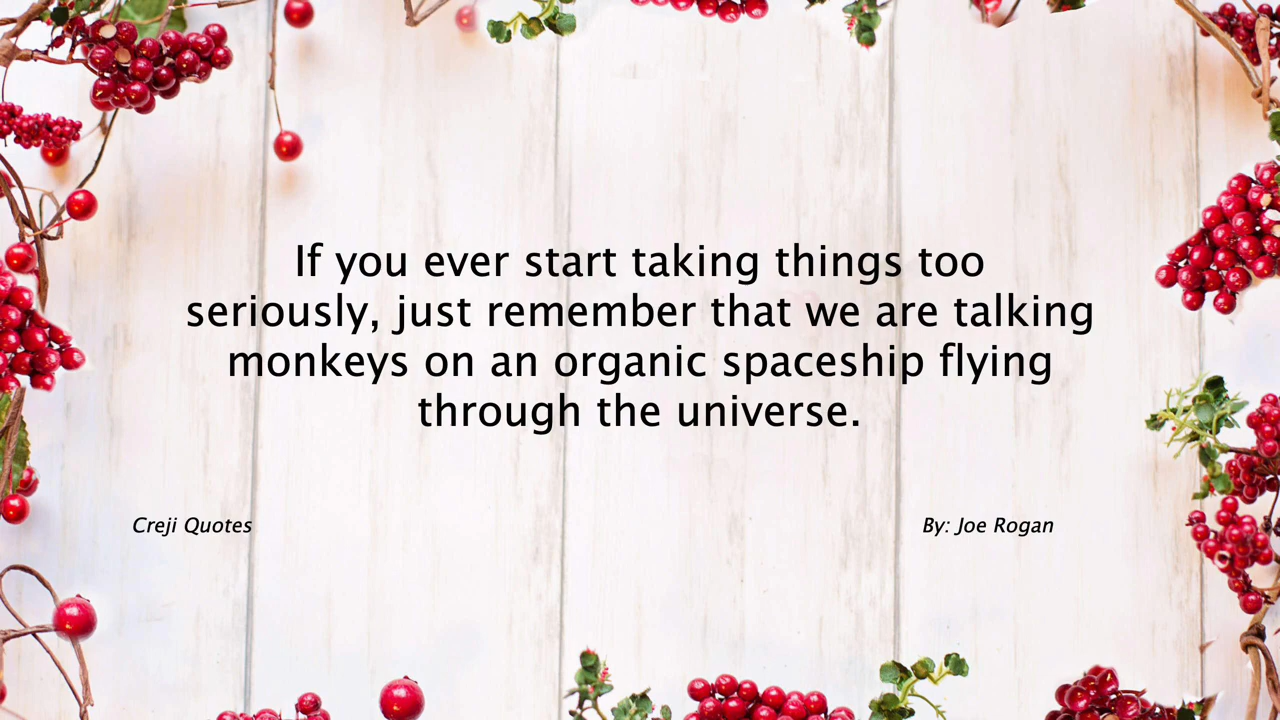 If you ever start taking things too
seriously, just remember that we are talking
monkeys on an organic spaceship flying
through the universe.
Creji Quotes
By: Joe Rogan